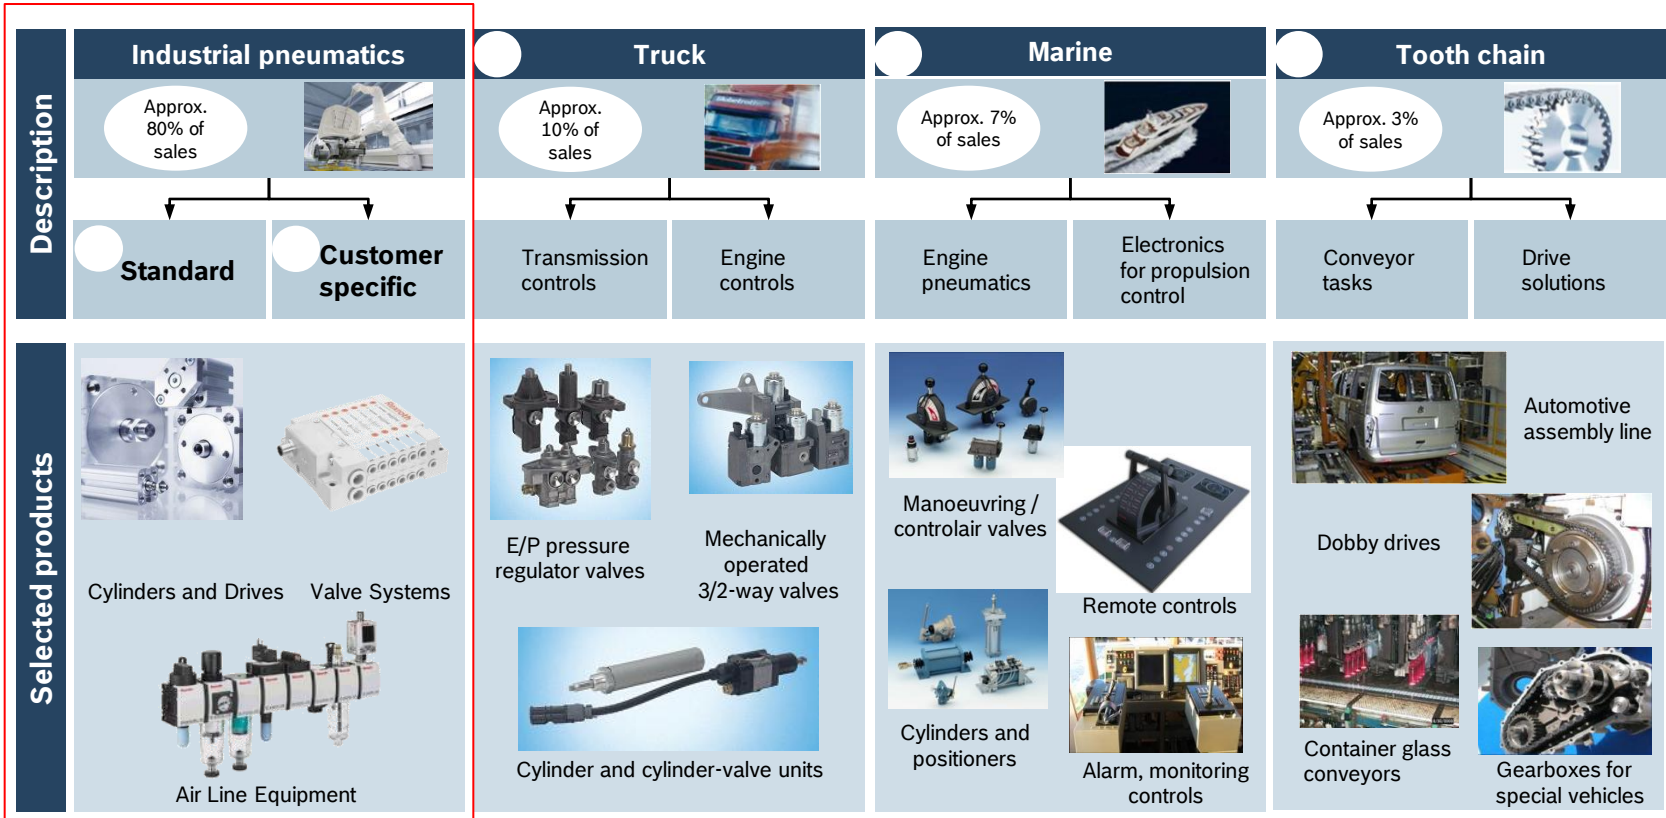 Industrial pneumatics
Truck
Marine
Tooth chain
Description
Approx.
80% of
sales
Approx.
10% of
sales
Approx. 7%
of sales
Approx. 3%
of sales
Standard
Customer
specific
Transmission
controls
Engine
controls
Engine
pneumatics
Electronics
for propulsion
control
Conveyor
tasks
Drive
solutions
Selected products
Cylinders and Drives
Valve Systems
Air Line Equipment
E/P pressure
regulator valves
Mechanically
operated
3/2-way valves
Cylinder and cylinder-valve units
Manoeuvring /
controlair valves
Remote controls
Cylinders and
positioners
Alarm, monitoring
controls
Automotive
assembly line
Dobby drives
Container glass
conveyors
Gearboxes for
special vehicles